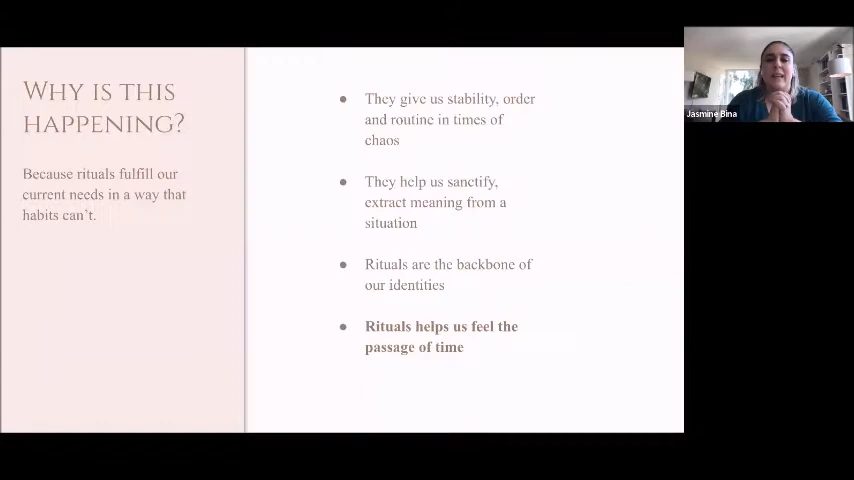 WHY IS THIS
HAPPENING?
Because rituals fulfill our
current needs in a way that
habits can't.
● They give us stability, order
and routine in times of
chaos
● They help us sanctify,
extract meaning from a
situation
● Rituals are the backbone of
our identities
● Rituals helps us feel the
passage of time
Jasmine Bina